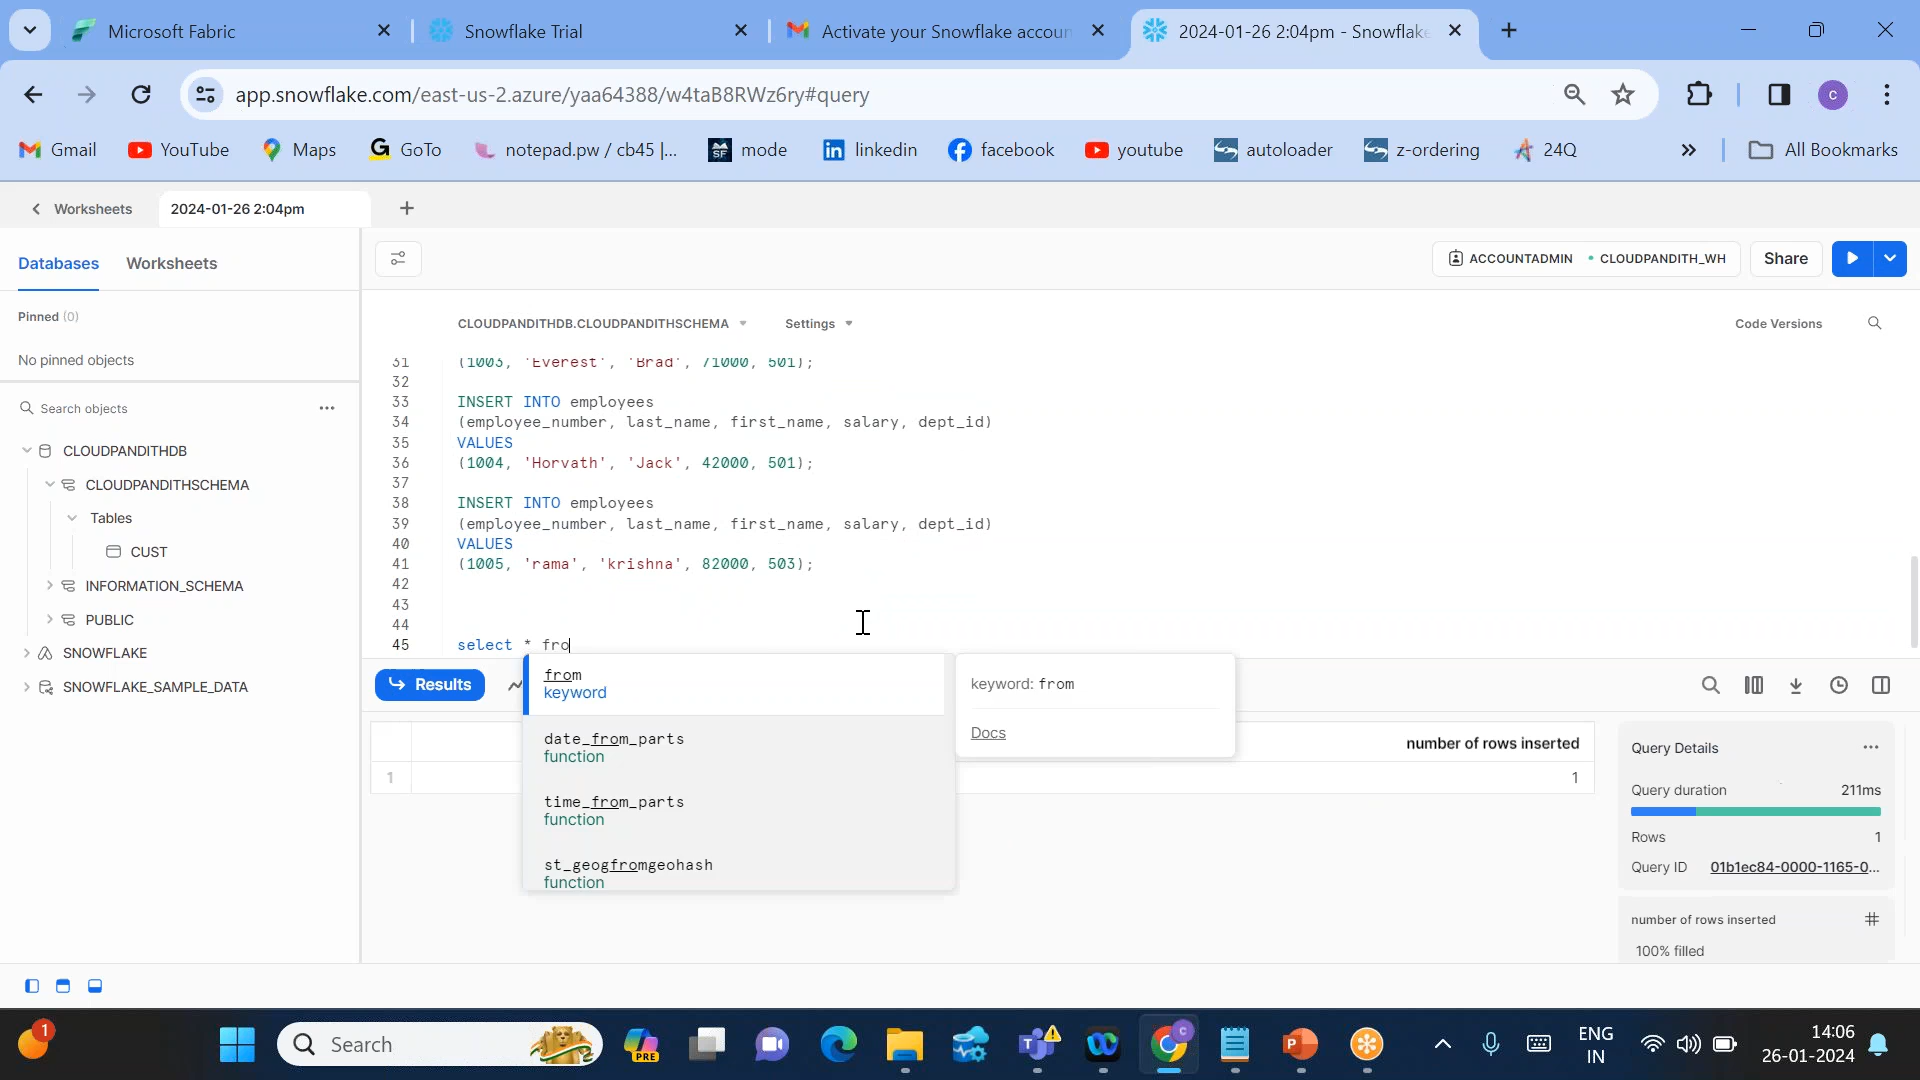 Microsoft Fabric
Snowflake Trial
Activate your Snowflake accoun
2024-01-26 2:04pm - Snowflake
app.snowflake.com/east-us-2.azure/yaa64388/w4taB8RWz6ry#query
C
Gmail
YouTube
Maps
GoTo
notepad.pw / cb45 |...
mode
linkedin
facebook
youtube
autoloader
z-ordering
24Q
All Bookmarks
Worksheets
2024-01-26 2:04pm
Databases
Worksheets
ACCOUNTADMIN
CLOUDPANDITH_WH
Share
Pinned (0)
No pinned objects
CLOUDPANDITHDB.CLOUDPANDITHSCHEMA
Settings
Code Versions
Search objects
CLOUDPANDITHDB
CLOUDPANDITHSCHEMA
Tables
CUST
INFORMATION_SCHEMA
PUBLIC
SNOWFLAKE
SNOWFLAKE_SAMPLE_DATA
31 (1003, 'Everest', 'Brad', 71000, 501);
32
33 INSERT INTO employees
34 (employee_number, last_name, first_name, salary, dept_id)
35 VALUES
36 (1004, 'Horvath', 'Jack', 42000, 501);
37
38 INSERT INTO employees
39 (employee_number, last_name, first_name, salary, dept_id)
40 VALUES
41 (1005, 'rama', 'krishna', 82000, 503);
42
43
44
45 select * fro
from
keyword
date_from_parts
function
time_from_parts
function
st_geogfromgeohash
function
keyword: from
Docs
Results
number of rows inserted
1 1
Query Details
Query duration 211ms
Rows 1
Query ID 01b1ec84-0000-1165-0...
number of rows inserted
100% filled
1
Search
PRE
C
ENG
IN
14:06
26-01-2024